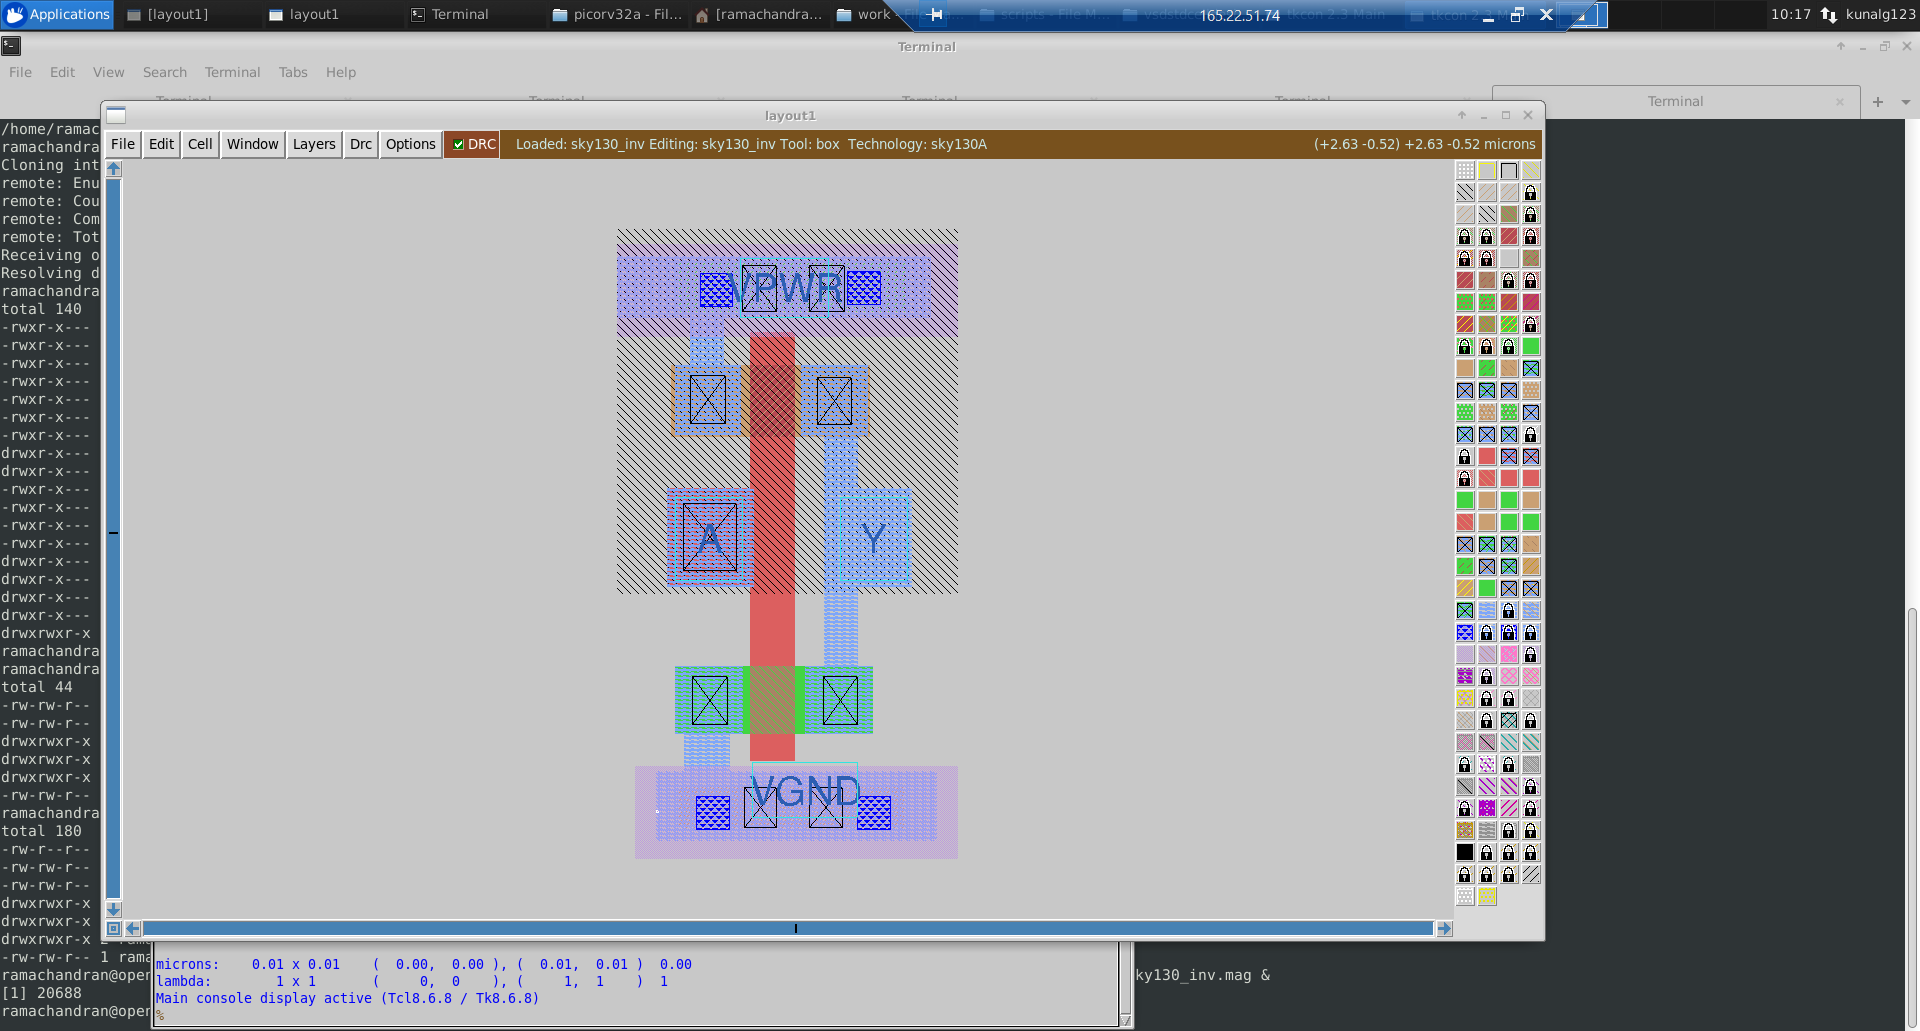 Applications
[layout1]
layout1
Terminal
picorv32a - Fil...
[ramachandra...
work -
165.22.51.74
10:17
kunalg123
Terminal
File Edit View Search Terminal Tabs Help
Terminal
layout1
File Edit Cell Window Layers Drc Options DRC
Loaded: sky130_inv Editing: sky130_inv Tool: box Technology: sky130A
(+2.63 -0.52) +2.63 -0.52 microns
VPWR
A
Y
VGND
/home/ramac
ramachandra
Cloning int
remote: Enu
remote: Cou
remote: Com
remote: Tot
Receiving o
Resolving d
ramachandra
total 140
-rwxr-x---
-rwxr-x---
-rwxr-x---
-rwxr-x---
-rwxr-x---
-rwxr-x---
-rwxr-x---
drwxr-x---
drwxr-x---
-rwxr-x---
-rwxr-x---
-rwxr-x---
-rwxr-x---
drwxr-x---
drwxr-x---
-rwxr-x---
drwxr-x---
drwxrwxr-x
ramachandra
ramachandra
total 44
-rw-rw-r--
-rw-rw-r--
drwxrwxr-x
drwxrwxr-x
drwxrwxr-x
-rw-rw-r--
ramachandra
total 180
-rw-r--r--
-rw-rw-r--
-rw-rw-r--
drwxrwxr-x
drwxrwxr-x
drwxrwxr-x 2
-rw-rw-r-- 1 rama
ramachandran@oper
[1] 20688
ramachandran@oper
ky130_inv.mag &
microns: 0.01 x 0.01 ( 0.00, 0.00 ), ( 0.01, 0.01 ) 0.00
lambda: 1 x 1 ( 0, 0 ), ( 1, 1 ) 1
Main console display active (Tcl8.6.8 / Tk8.6.8)
%